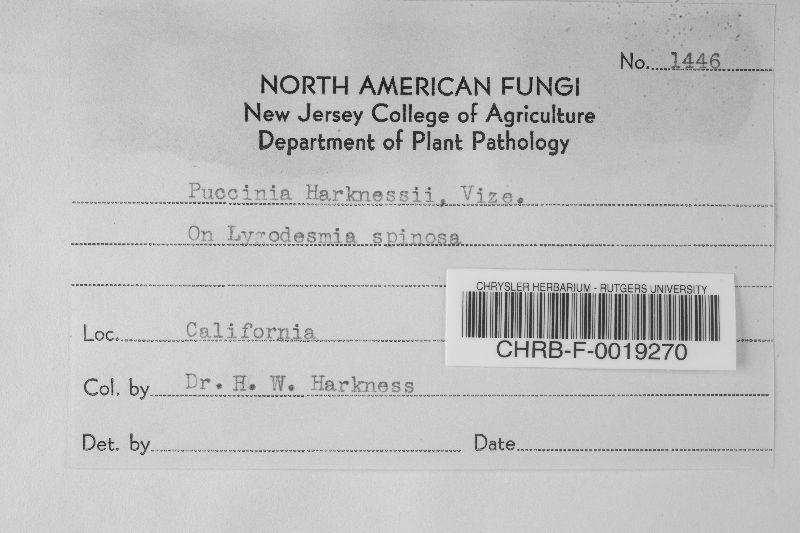 No. 1446
NORTH AMERICAN FUNGI
New Jersey College of Agriculture
Department of Plant Pathology
Puccinia Harknessii, Vize.
On Lygodesmia spinosa
CHRYSLER HERBARIUM - RUTGERS UNIVERSITY
CHRB-F-0019270
Loc. California
Col. by Dr. H. W. Harkness
Det. by Date